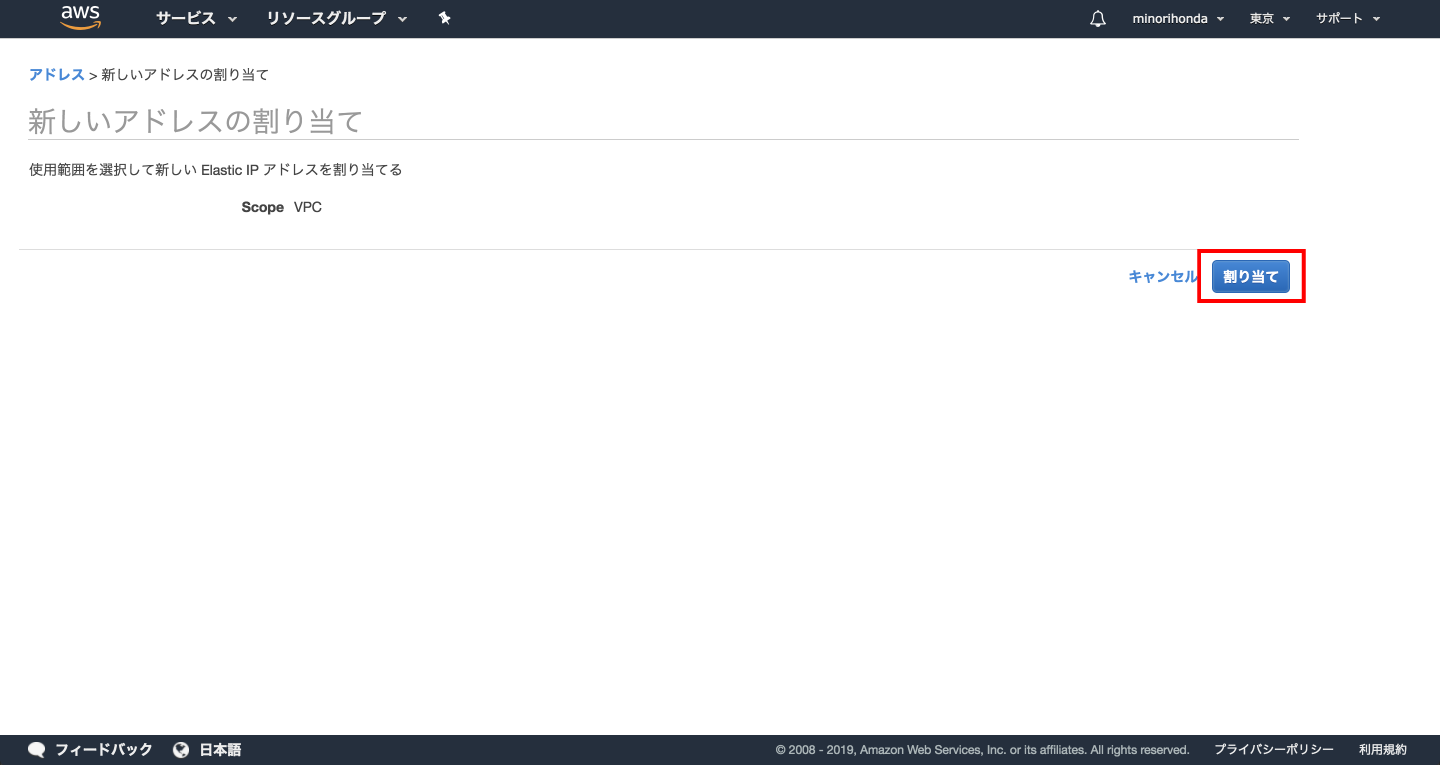 aws サービス リソースグループ minorihonda 東京 サポート
アドレス > 新しいアドレスの割り当て
新しいアドレスの割り当て
使用範囲を選択して新しい Elastic IP アドレスを割り当てる
Scope VPC
キャンセル 割り当て
フィードバック 日本語 © 2008 - 2019, Amazon Web Services, Inc. or its affiliates. All rights reserved. プライバシーポリシー 利用規約